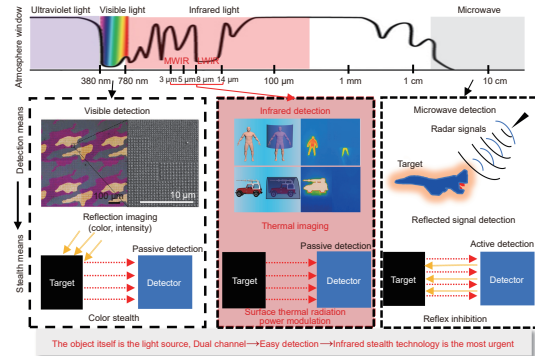 Ultraviolet light Visible light Infrared light Microwave
Atmosphere window
MWIR LWIR
3 μm 5 μm 8 μm 14 μm
380 nm 780 nm 100 μm 1 mm 1 cm 10 cm
Detection means
Stealth means
Visible detection
100 μm
10 μm
Reflection imaging
(color, intensity)
Passive detection
Target
Detector
Color stealth
Infrared detection
Thermal imaging
Passive detection
Target
Detector
Surface thermal radiation
power modulation
Microwave detection
Radar signals
Target
Reflected signal detection
Active detection
Target
Detector
Reflex inhibition
The object itself is the light source, Dual channel→Easy detection→Infrared stealth technology is the most urgent